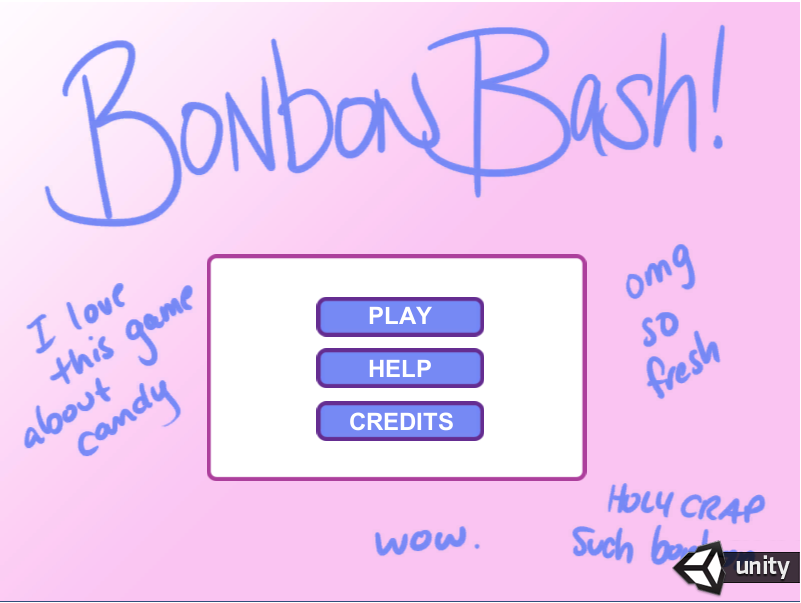 BonbonBash!
I love
this game
about
candy
omg
so
fresh
PLAY
HELP
CREDITS
wow.
HOLY CRAP
Such
unity